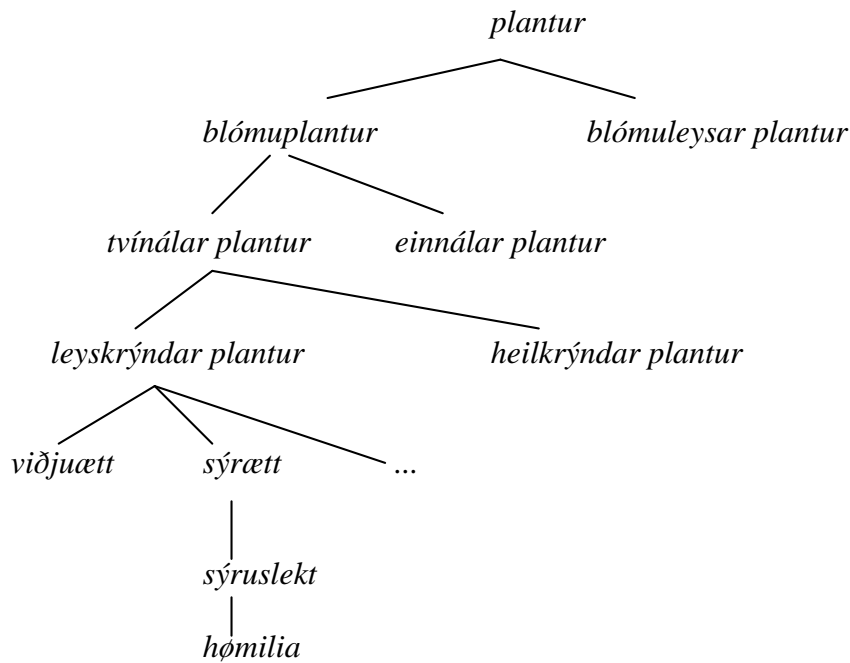 plantur
blómuplantur blómuleysar plantur
tvínálar plantur einnálar plantur
leyskrýndar plantur heilkrýndar plantur
viðjuætt sýrætt ...
sýruslekt
hømilia